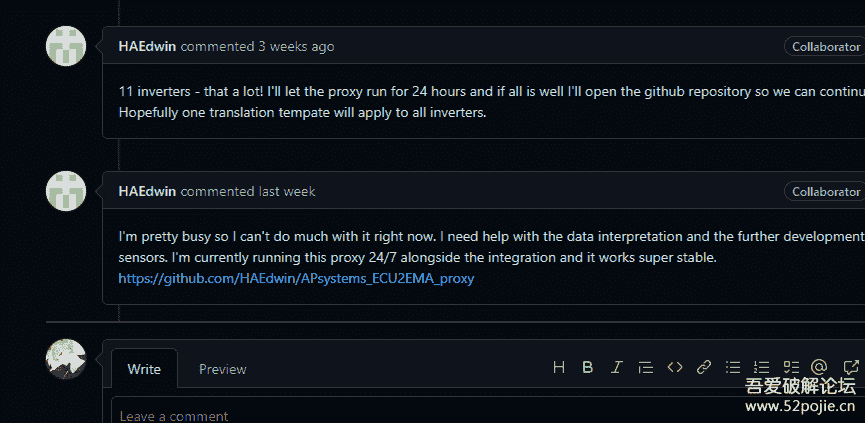 HAEdwin commented 3 weeks ago
Collaborator
11 inverters - that a lot! I'll let the proxy run for 24 hours and if all is well I'll open the github repository so we can continu
Hopefully one translation tempate will apply to all inverters.
HAEdwin commented last week
Collaborator
I'm pretty busy so I can't do much with it right now. I need help with the data interpretation and the further development
sensors. I'm currently running this proxy 24/7 alongside the integration and it works super stable.
https://github.com/HAEdwin/APsystems_ECU2EMA_proxy
Write Preview
Leave a comment
吾爱破解论坛
www.52pojie.cn